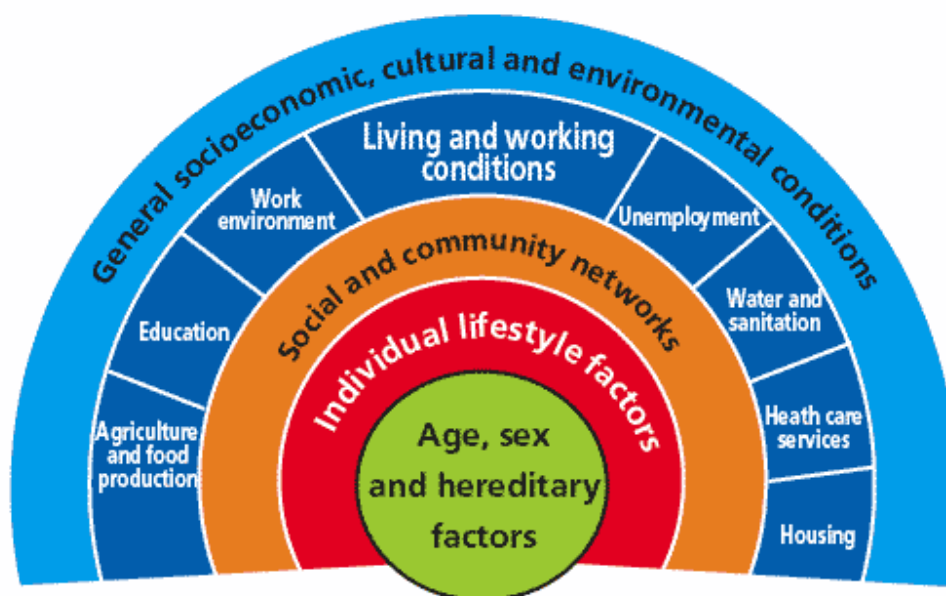 General socioeconomic, cultural and environmental conditions
Living and working
conditions
Work
environment
Unemployment
Education
Water and
sanitation
Agriculture
and food
production
Heath care
services
Housing
Social and community networks
Individual lifestyle factors
Age, sex
and hereditary
factors